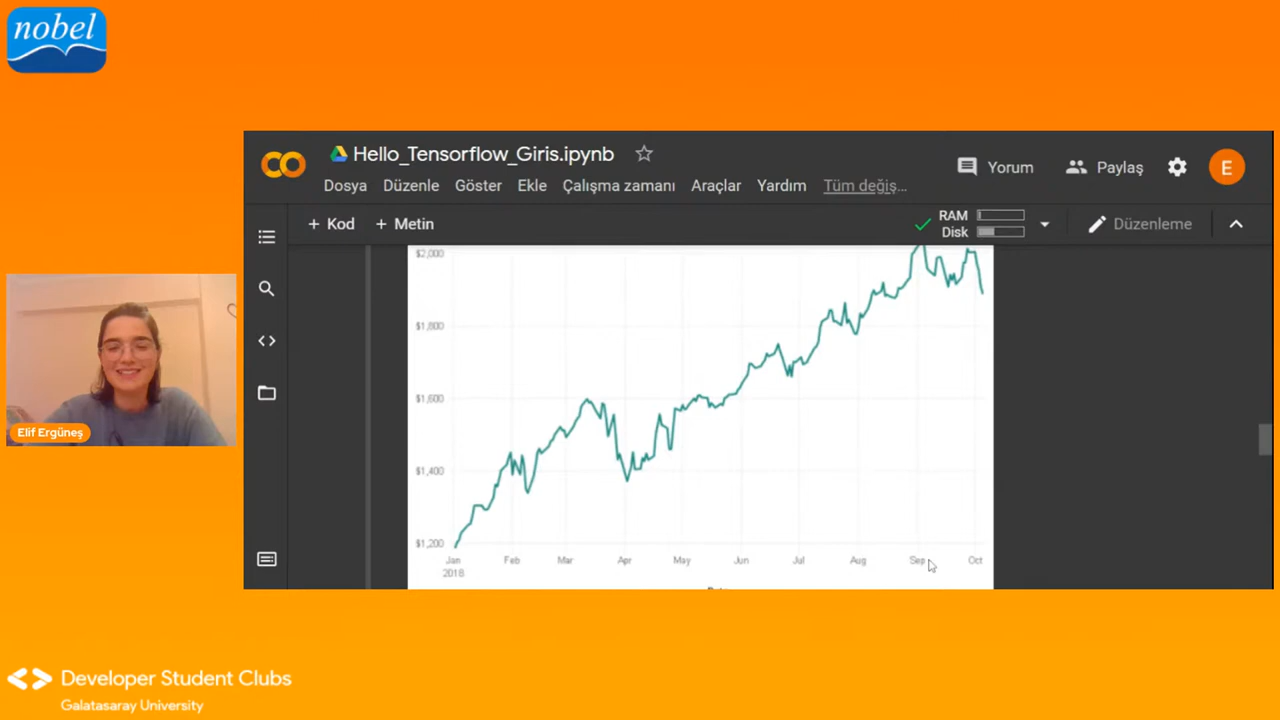 nobel
Hello_Tensorflow_Giris.ipynb
Yorum
Paylaş
E
Dosya Düzenle Göster Ekle Çalışma zamanı Araçlar Yardım Tüm değiş...
+ Kod + Metin
RAM
Disk
Düzenleme
$2,000
$1,800
$1,600
$1,400
$1,200
Jan Feb Mar Apr May Jun Jul Aug Sep Oct
2018
Elif Ergüneş
Developer Student Clubs
Galatasaray University